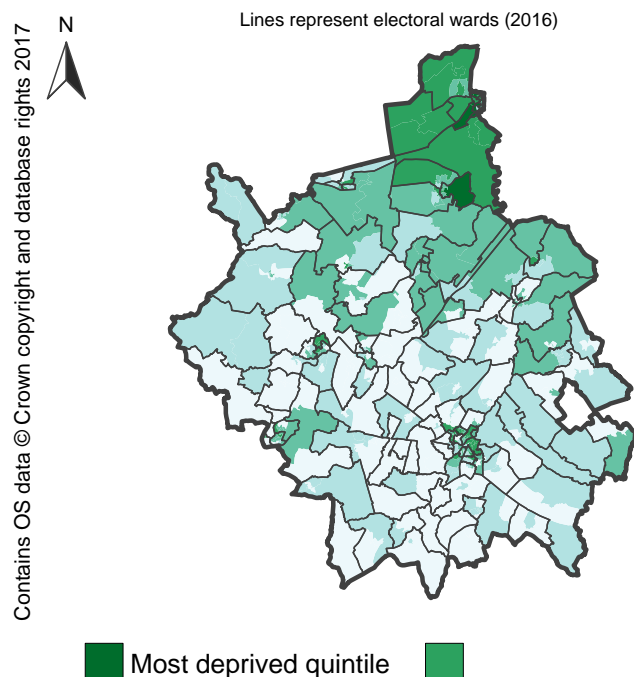 Lines represent electoral wards (2016)
N
Contains OS data © Crown copyright and database rights 2017
Most deprived quintile